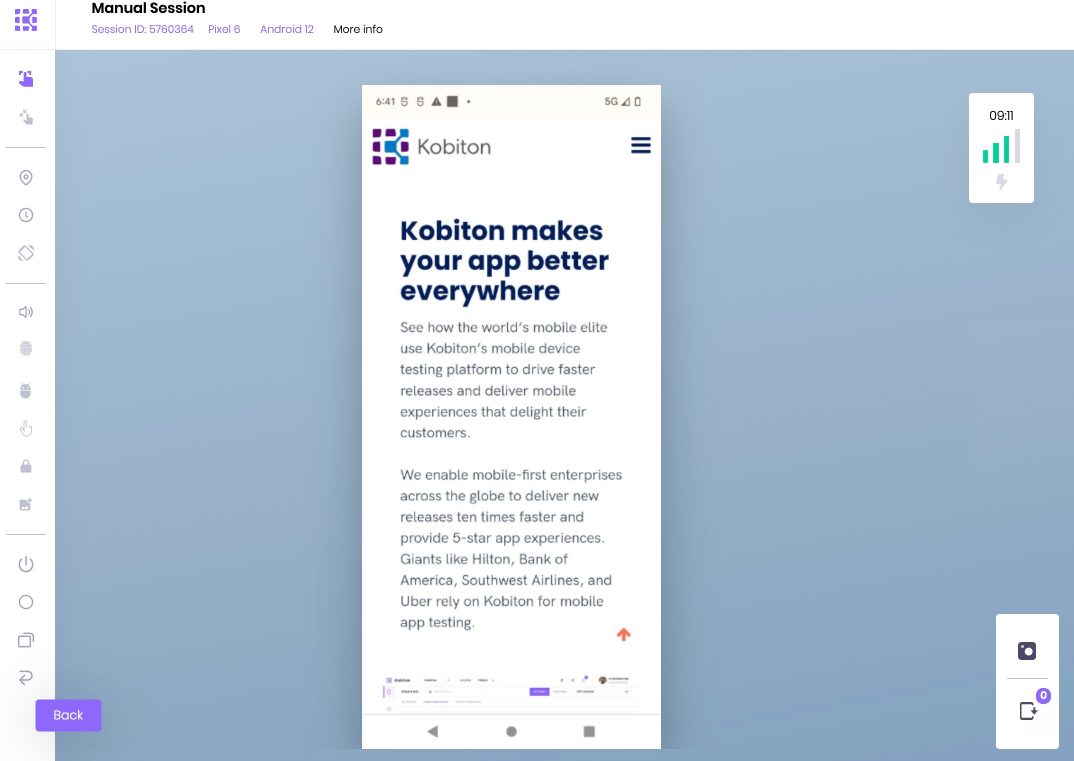 Manual Session
Session ID: 5760364 Pixel 6 Android 12 More info
6:41 5G
09:11
Kobiton
Kobiton makes
your app better
everywhere
See how the world's mobile elite
use Kobiton's mobile device
testing platform to drive faster
releases and deliver mobile
experiences that delight their
customers.
We enable mobile-first enterprises
across the globe to deliver new
releases ten times faster and
provide 5-star app experiences.
Giants like Hilton, Bank of
America, Southwest Airlines, and
Uber rely on Kobiton for mobile
app testing.
Kobiton
0
Back